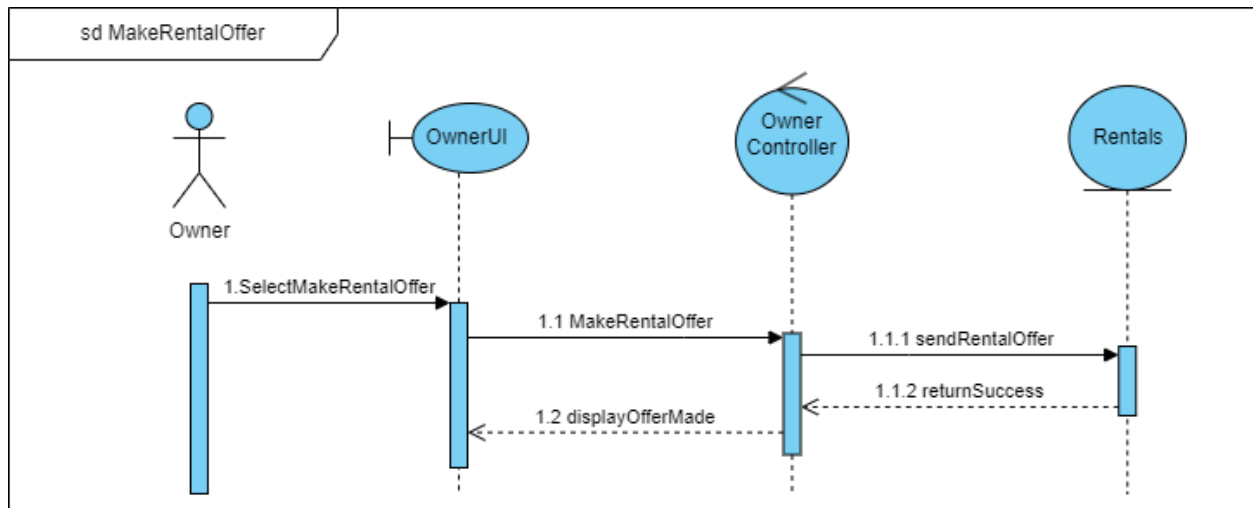 sd MakeRentalOffer
OwnerUI
Owner
Controller
Rentals
Owner
1.SelectMakeRentalOffer
1.1 MakeRentalOffer
1.1.1 sendRentalOffer
1.1.2 returnSuccess
1.2 displayOfferMade